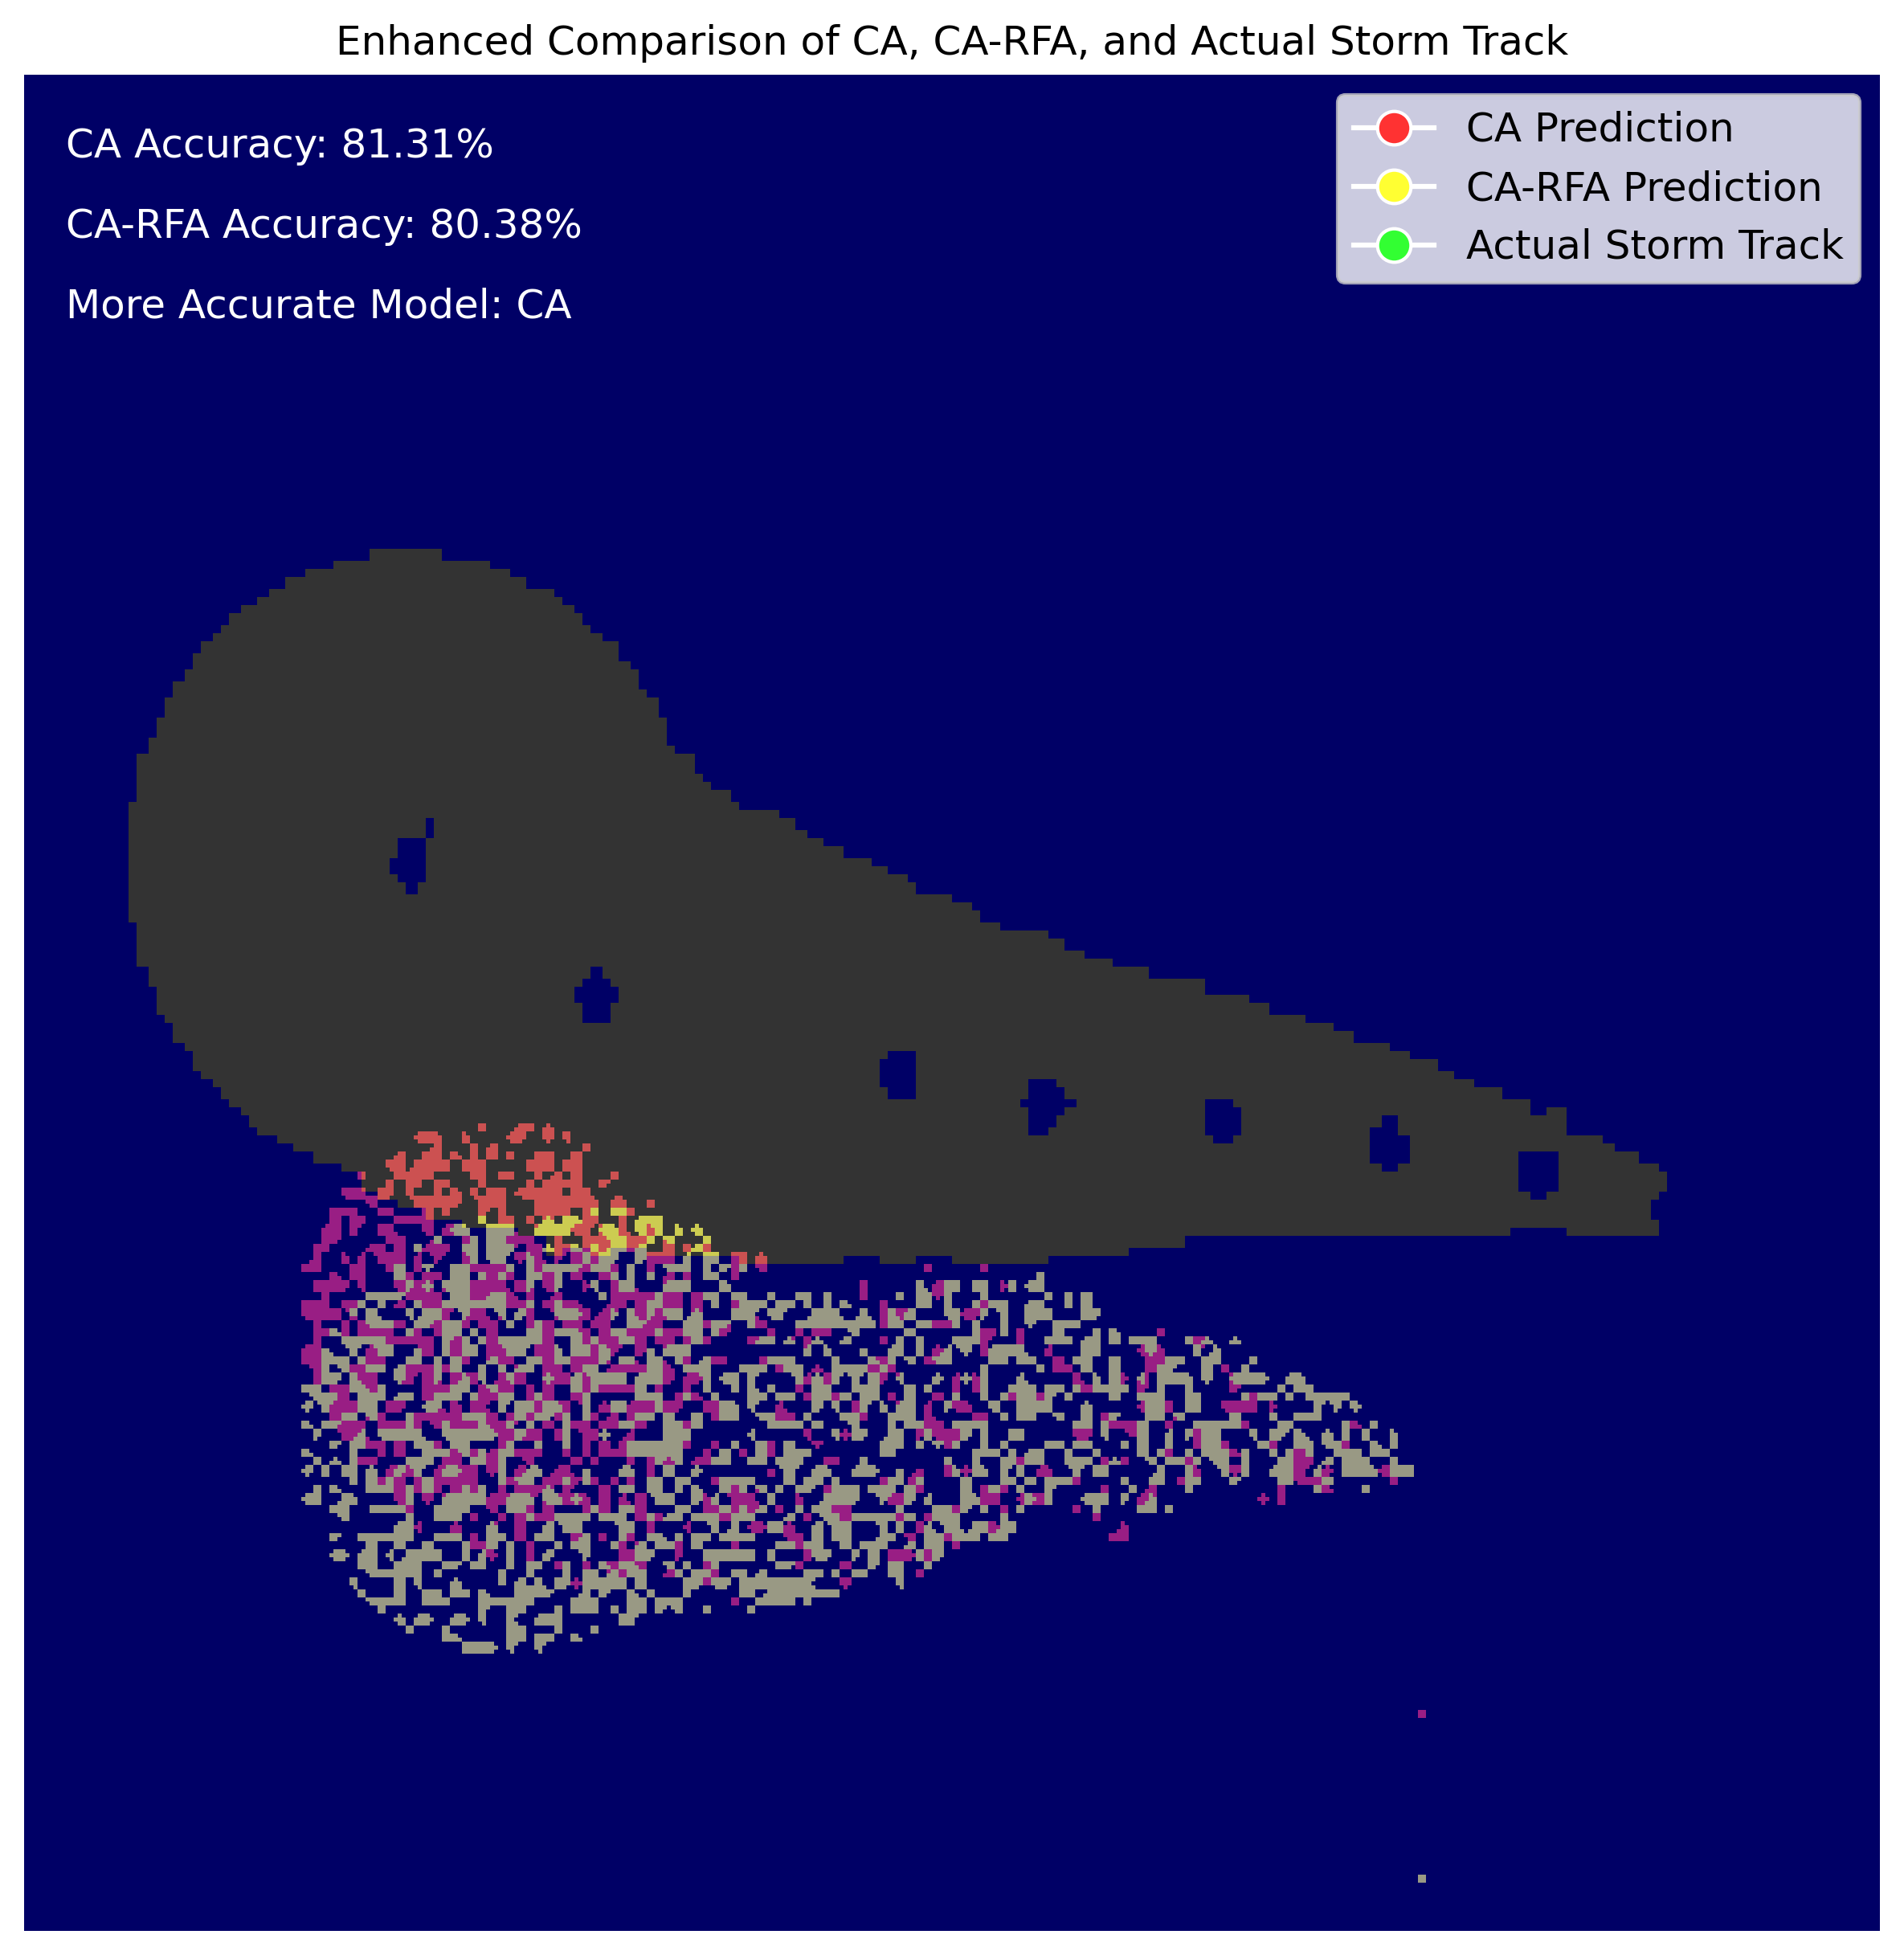 Enhanced Comparison of CA, CA-RFA, and Actual Storm Track
CA Accuracy: 81.31%
CA-RFA Accuracy: 80.38%
More Accurate Model: CA
CA Prediction
CA-RFA Prediction
Actual Storm Track